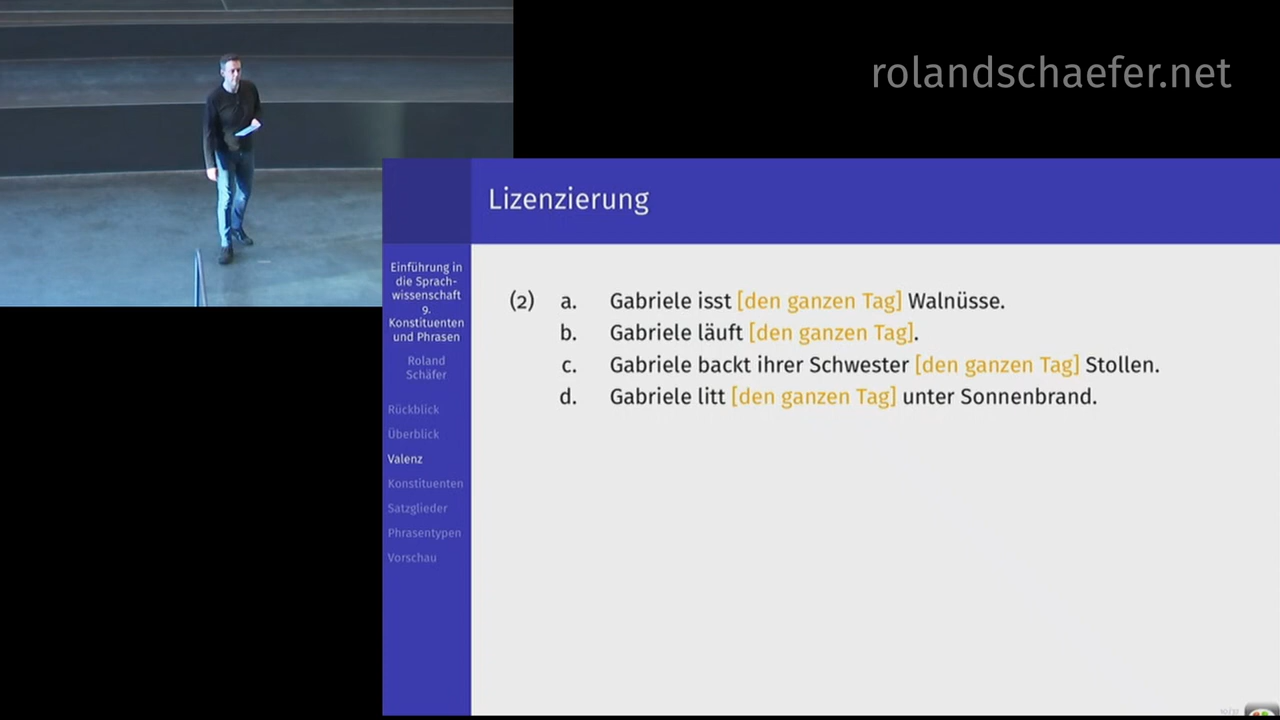 rolandschaefer.net
Lizenzierung
Einführung in
die Sprach-
wissenschaft
9.
Konstituenten
und Phrasen
Roland
Schäfer
Rückblick
Überblick
Valenz
Konstituenten
Satzglieder
Phrasentypen
Vorschau
(2) a. Gabriele isst [den ganzen Tag] Walnüsse.
b. Gabriele läuft [den ganzen Tag].
c. Gabriele backt ihrer Schwester [den ganzen Tag] Stollen.
d. Gabriele litt [den ganzen Tag] unter Sonnenbrand.